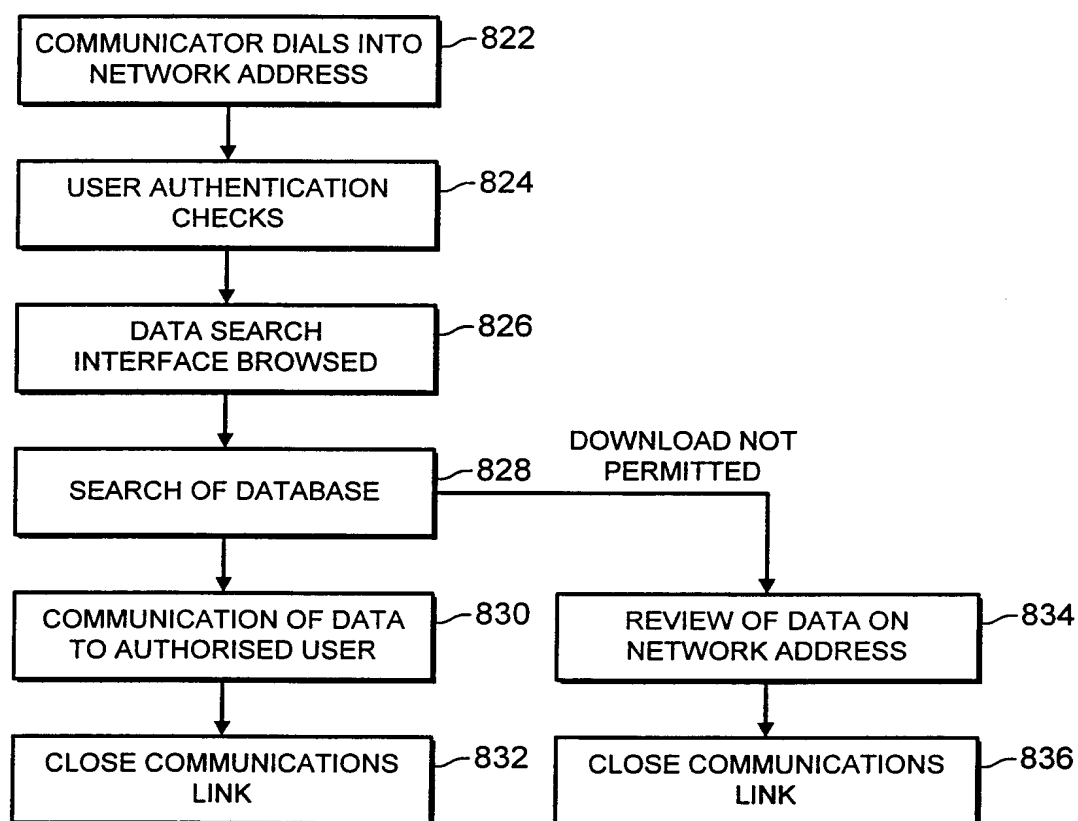 COMMUNICATOR DIALS INTO
NETWORK ADDRESS
822
USER AUTHENTICATION
CHECKS
824
DATA SEARCH
INTERFACE BROWSED
826
SEARCH OF DATABASE
828
DOWNLOAD NOT
PERMITTED
COMMUNICATION OF DATA
TO AUTHORISED USER
830
REVIEW OF DATA ON
NETWORK ADDRESS
834
CLOSE COMMUNICATIONS
LINK
832
CLOSE COMMUNICATIONS
LINK
836